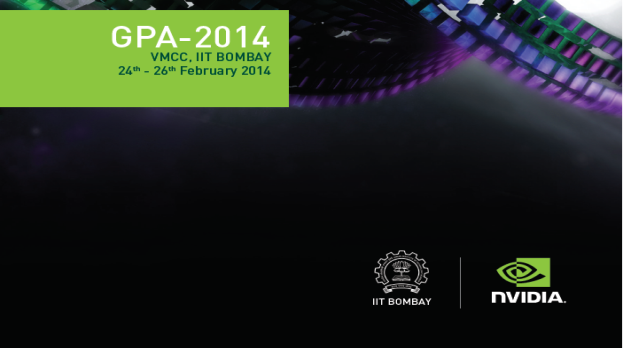 GPA-2014
VMCC, IIT BOMBAY
24th - 26th February 2014
IIT BOMBAY
NVIDIA.